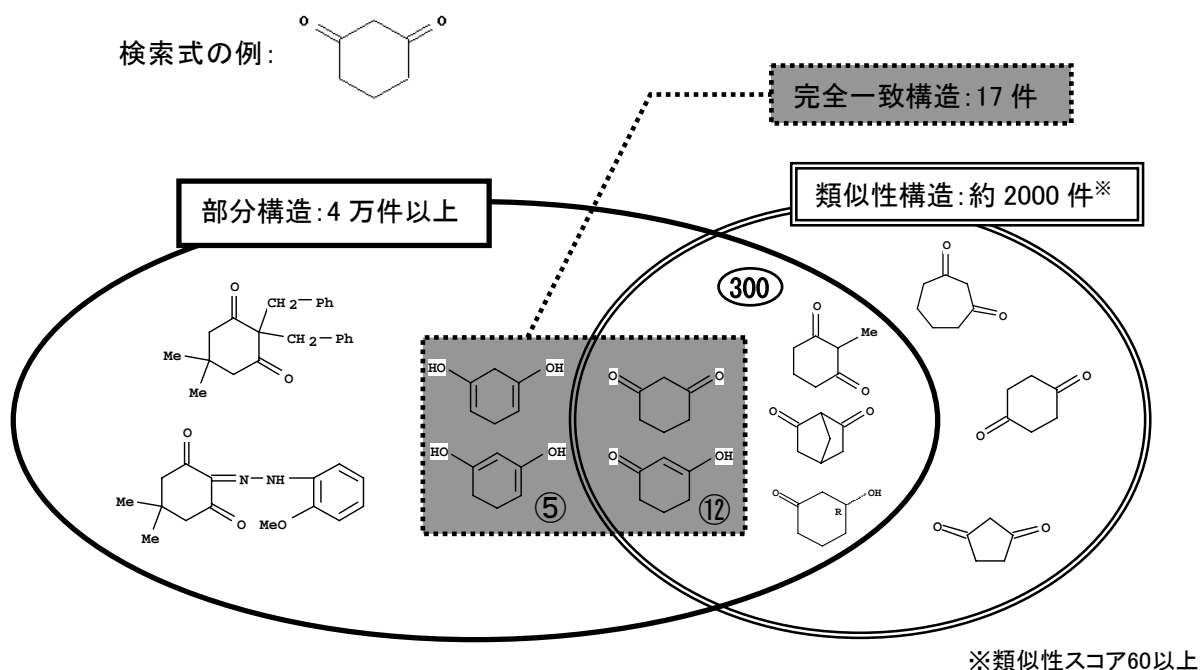 検索式の例：
O O
完全一致構造：17 件
部分構造：4 万件以上
類似性構造：約 2000 件※
300
O CH2-Ph
CH2-Ph
Me
O
Me
HO OH
O O
O Me
O
O
O
O
O
O
O O
HO OH
O OH
⑤
⑫
O
N NH
Me
O MeO
Me
O OH
R
O O
※類似性スコア60以上